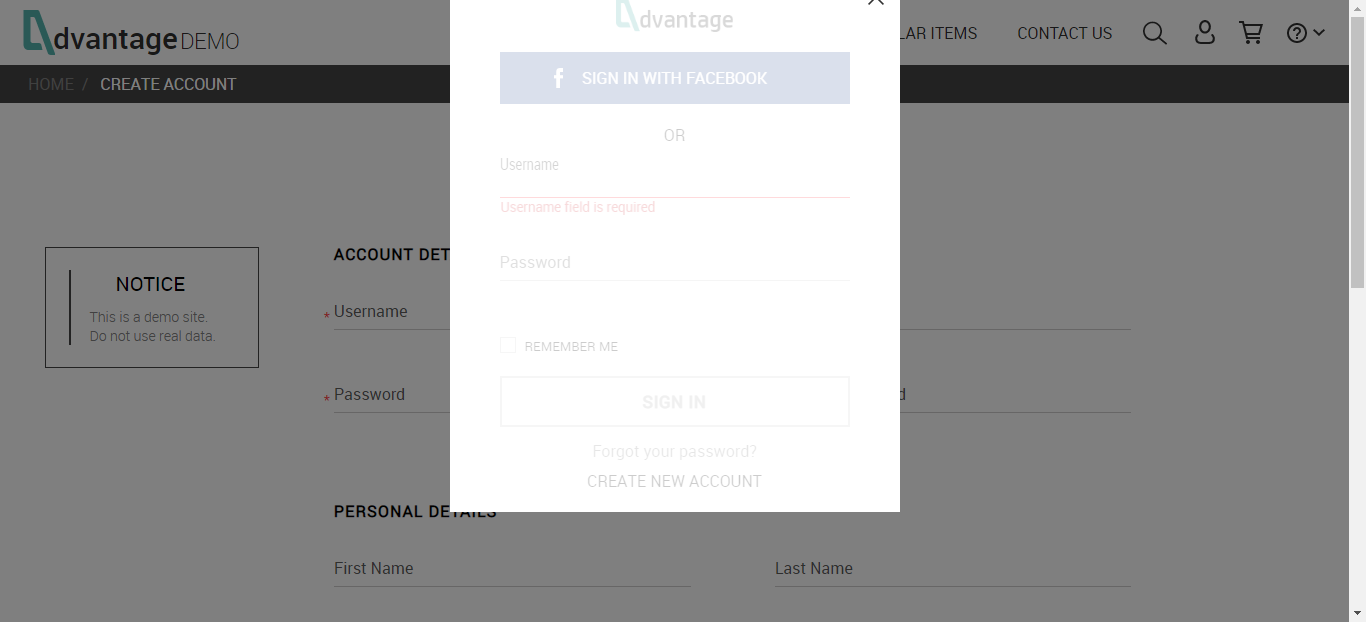 dvantage DEMO
LAR ITEMS
CONTACT US
HOME / CREATE ACCOUNT
dvantage
SIGN IN WITH FACEBOOK
OR
Username
Username field is required
Password
REMEMBER ME
SIGN IN
Forgot your password?
CREATE NEW ACCOUNT
NOTICE
This is a demo site.
Do not use real data.
ACCOUNT DET
* Username
* Password
d
PERSONAL DETAILS
First Name
Last Name